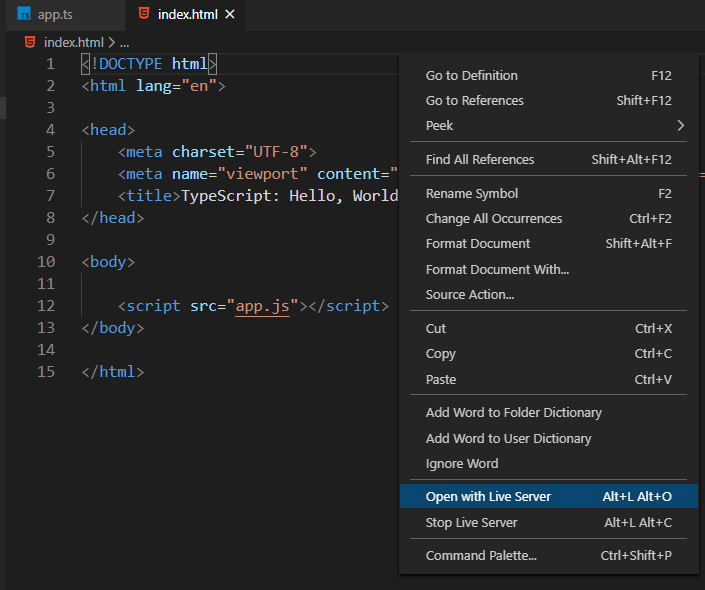 app.ts
index.html
index.html > ...
1 <!DOCTYPE html>
2 <html lang="en">
3
4 <head>
5 <meta charset="UTF-8">
6 <meta name="viewport" content="
7 <title>TypeScript: Hello, World
8 </head>
9
10 <body>
11
12 <script src="app.js"></script>
13 </body>
14
15 </html>
Go to Definition F12
Go to References Shift+F12
Peek >
Find All References Shift+Alt+F12
Rename Symbol F2
Change All Occurrences Ctrl+F2
Format Document Shift+Alt+F
Format Document With...
Source Action...
Cut Ctrl+X
Copy Ctrl+C
Paste Ctrl+V
Add Word to Folder Dictionary
Add Word to User Dictionary
Ignore Word
Open with Live Server Alt+L Alt+O
Stop Live Server Alt+L Alt+C
Command Palette... Ctrl+Shift+P